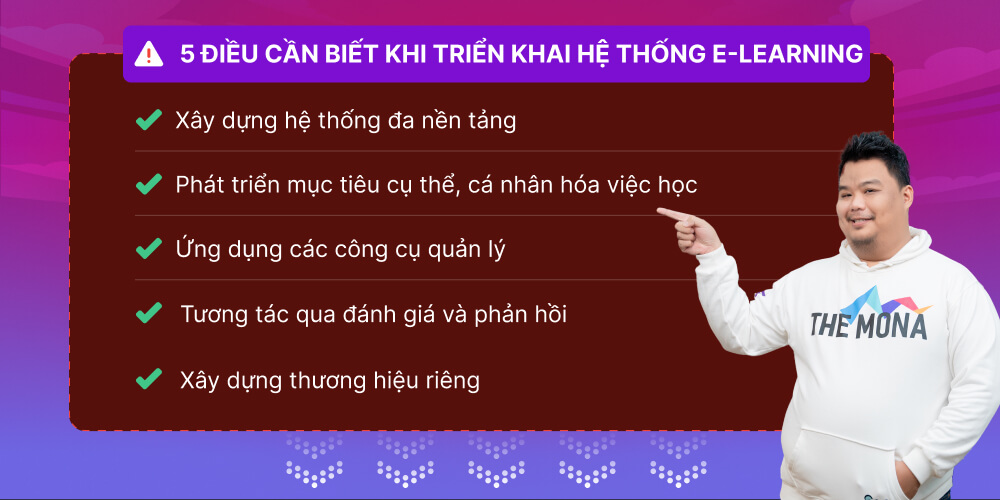 5 ĐIỀU CẦN BIẾT KHI TRIỂN KHAI HỆ THỐNG E-LEARNING
Xây dựng hệ thống đa nền tảng
Phát triển mục tiêu cụ thể, cá nhân hóa việc học
Ứng dụng các công cụ quản lý
Tương tác qua đánh giá và phản hồi
Xây dựng thương hiệu riêng
THE MONA